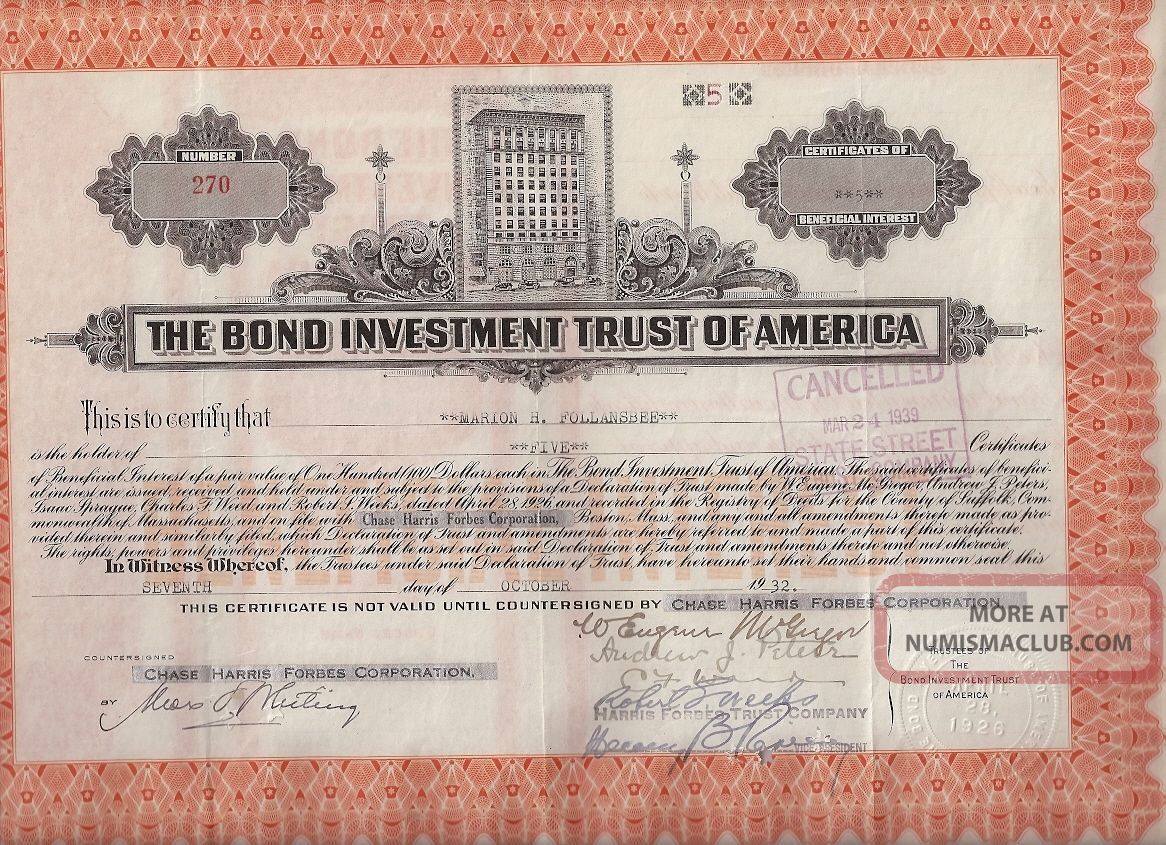 5
NUMBER
270
CERTIFICATES OF
**5**
BENEFICIAL INTEREST
THE BOND INVESTMENT TRUST OF AMERICA
CANCELLED
MAR 24 1939
STATE STREET
COMPANY
This is to certify that **MARION H. FOLLANSBEE**
is the holder of **FIVE** Certificates
of Beneficial Interest of a par value of One Hundred (100) Dollars each in The Bond Investment Trust of America. The said certificates of benefici-
al interest are issued, received and held under and subject to the provisions of a Declaration of Trust made by W. Eugene Mc Gregor, Andrew J. Peters,
Isaac Sprague, Charles F. Weed and Robert S. Weeks, dated April 28, 1926, and recorded in the Registry of Deeds for the County of Suffolk, Com-
monwealth of Massachusetts, and on file with Chase Harris Forbes Corporation, Boston, Mass., and any and all amendments thereto made as pro-
vided therein and similarly filed, which Declaration of Trust and amendments are hereby referred to and made a part of this certificate.
The rights, powers and privileges hereunder shall be as set out in said Declaration of Trust and amendments thereto and not otherwise.
In Witness Whereof, the Trustees under said Declaration of Trust, have hereunto set their hands and common seal this
SEVENTH day of OCTOBER 1932.
THIS CERTIFICATE IS NOT VALID UNTIL COUNTERSIGNED BY CHASE HARRIS FORBES CORPORATION
W Eugene McGregor
Andrew J. Peters
Robert S Weeks
HARRIS FORBES TRUST COMPANY
VICE PRESIDENT
COUNTERSIGNED
CHASE HARRIS FORBES CORPORATION.
BY
TRUSTEES OF
THE
BOND INVESTMENT TRUST
OF AMERICA
28,
1926
MORE AT
NUMISMACLUB.COM